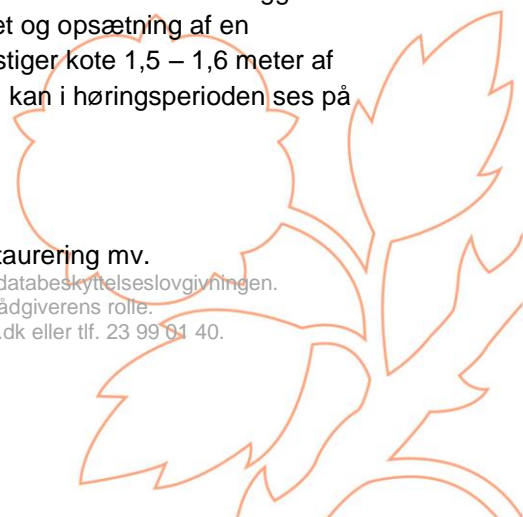 et og opsætning af en
stiger kote 1,5 – 1,6 meter af
kan i høringsperioden ses på
taurering mv.
databeskyttelseslovgivningen.
ådgiverens rolle.
.dk eller tlf. 23 99 01 40.